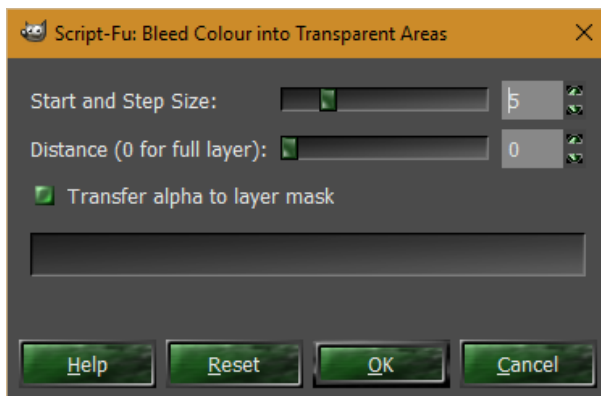 Script-Fu: Bleed Colour into Transparent Areas
Start and Step Size: 5
Distance (0 for full layer): 0
Transfer alpha to layer mask
Help Reset OK Cancel